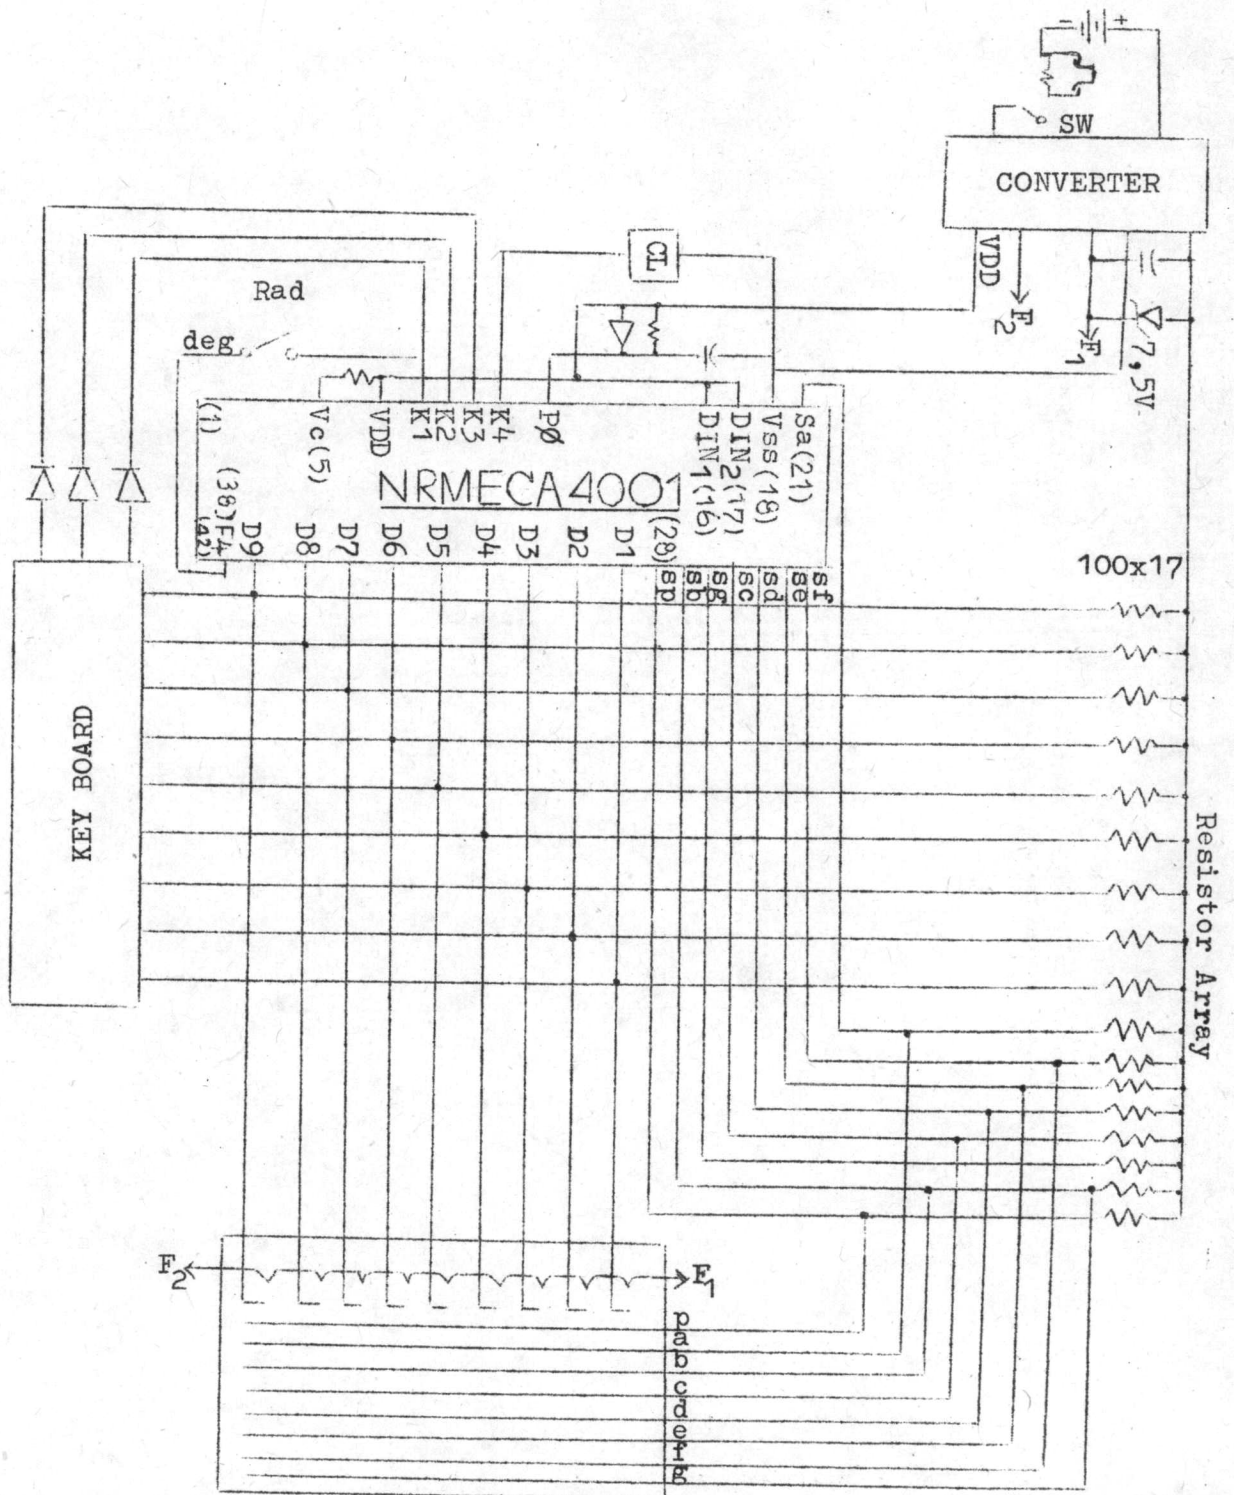 - +
SW
CONVERTER
VDD
F2
F1
7,5V
CL
Rad
deg
(1)
Vc(5)
VDD
K1
K2
K3
K4
PØ
DIN1(16)
DIN2(17)
Vss(18)
Sa(21)
NRMECA4001
(38)F4
(42)
D9
D8
D7
D6
D5
D4
D3
D2
D1
(28)
sp
sb
sg
sc
sd
se
sf
100x17
KEY BOARD
Resistor Array
F2
F1
p
a
b
c
d
e
f
g